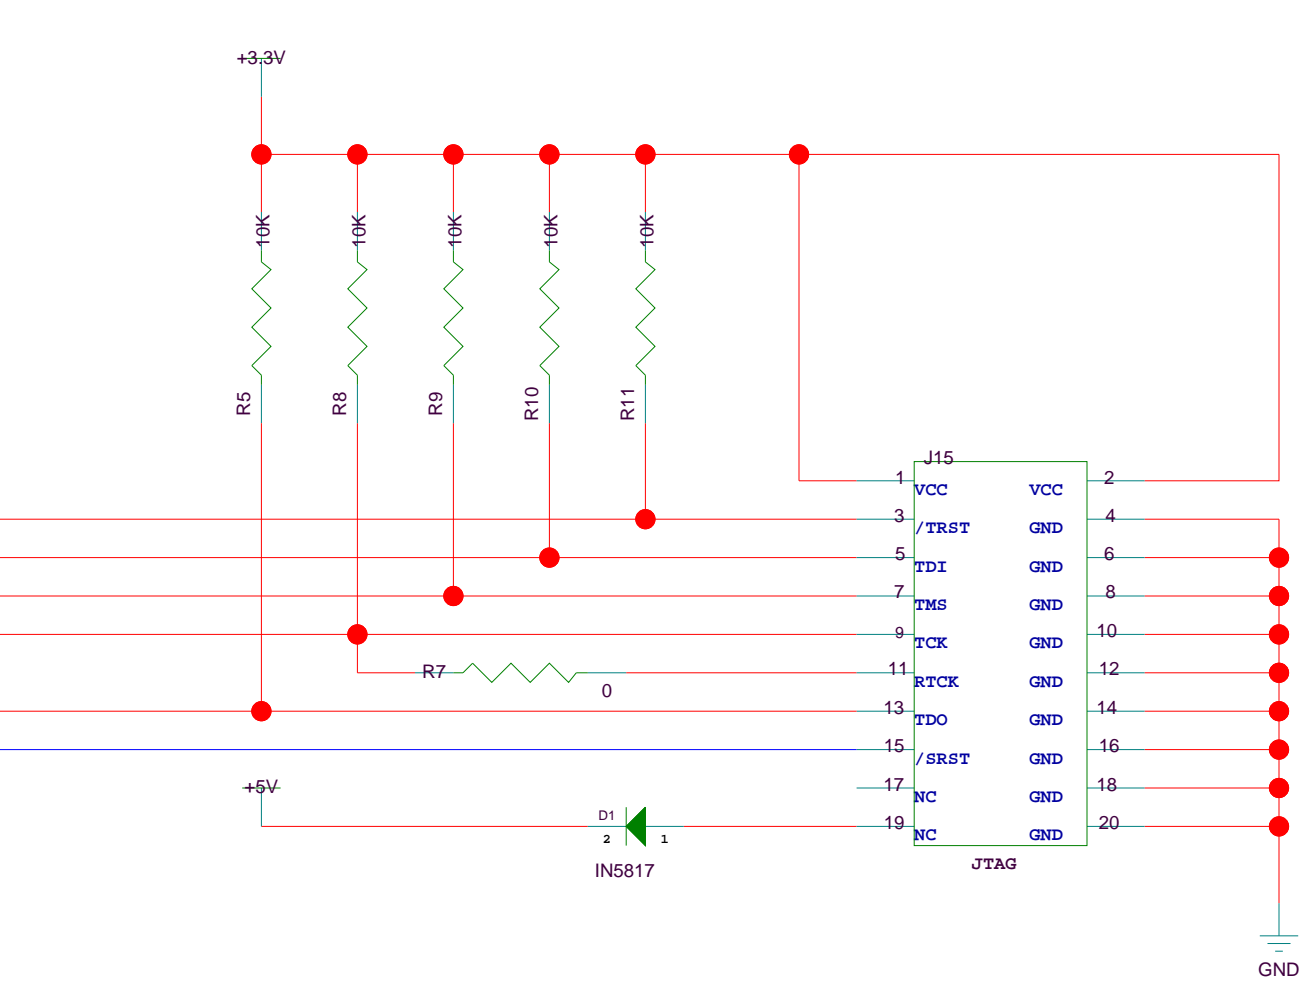 +3.3V
10K
10K
10K
10K
10K
R5
R8
R9
R10
R11
J15
1 VCC VCC 2
3 /TRST GND 4
5 TDI GND 6
7 TMS GND 8
9 TCK GND 10
R7
0
11 RTCK GND 12
13 TDO GND 14
15 /SRST GND 16
+5V
17 NC GND 18
D1
2 1
19 NC GND 20
IN5817
JTAG
GND